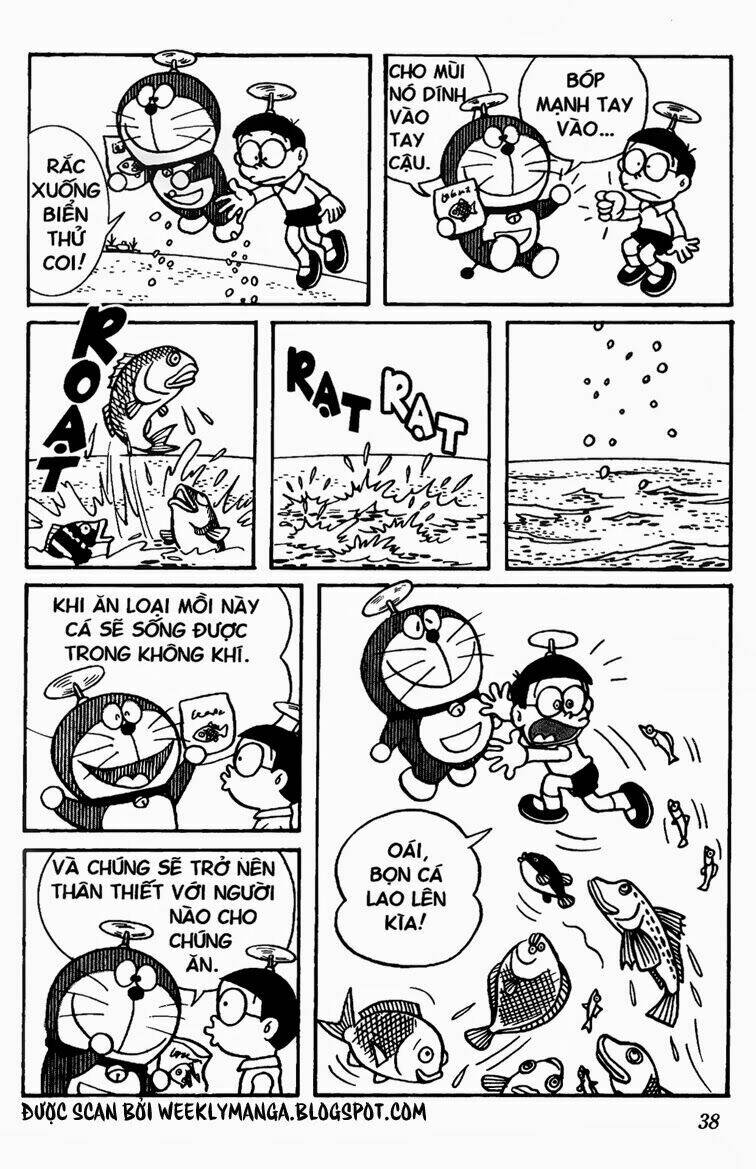 CHO MÙI
NÓ DÍNH
VÀO
TAY
CẬU.
BÓP
MẠNH TAY
VÀO...
RẮC
XUỐNG
BIỂN
THỬ
COI!
RẠT
RẠT
ROẠT
KHI ĂN LOẠI MỒI NÀY
CÁ SẼ SỐNG ĐƯỢC
TRONG KHÔNG KHÍ.
OÁI,
BỌN CÁ
LAO LÊN
KÌA!
VÀ CHÚNG SẼ TRỞ NÊN
THÂN THIẾT VỚI NGƯỜI
NÀO CHO
CHÚNG
ĂN.
ĐƯỢC SCAN BỞI WEEKLYMANGA.BLOGSPOT.COM
38